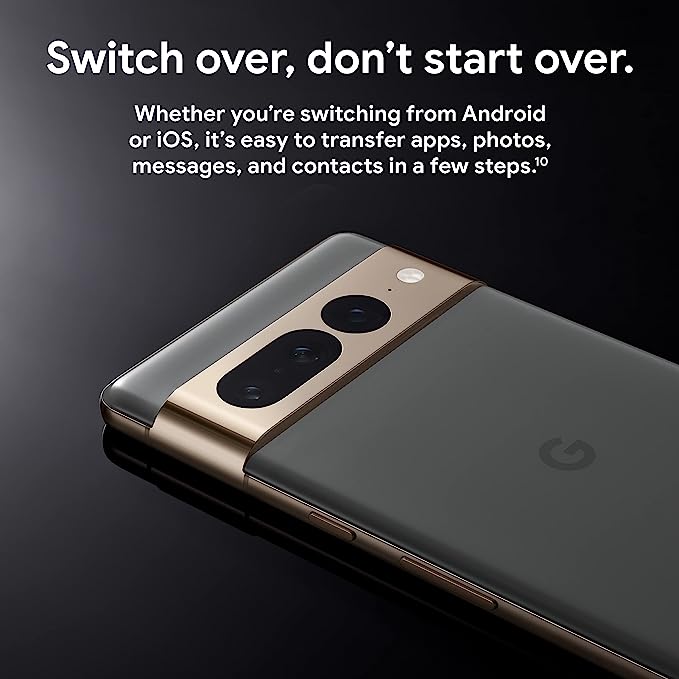 Switch over, don’t start over.
Whether you’re switching from Android
or iOS, it’s easy to transfer apps, photos,
messages, and contacts in a few steps.¹⁰
G